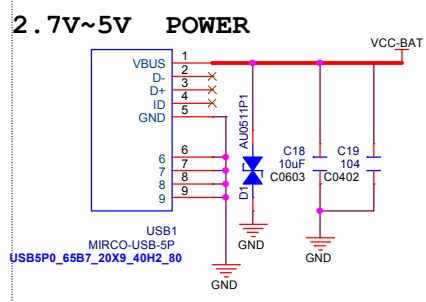 2.7V~5V POWER
VCC-BAT
VBUS 1
D- 2
D+ 3
ID 4
GND 5
6 6
7 7
8 8
9 9
AU0511P1
D1
C18
10uF
C0603
C19
104
C0402
USB1
MIRCO-USB-5P
USB5P0_65B7_20X9_40H2_80
GND
GND
GND